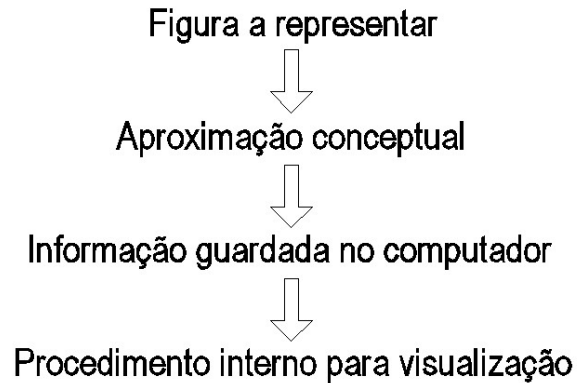 Figura a representar
Aproximação conceptual
Informação guardada no computador
Procedimento interno para visualização